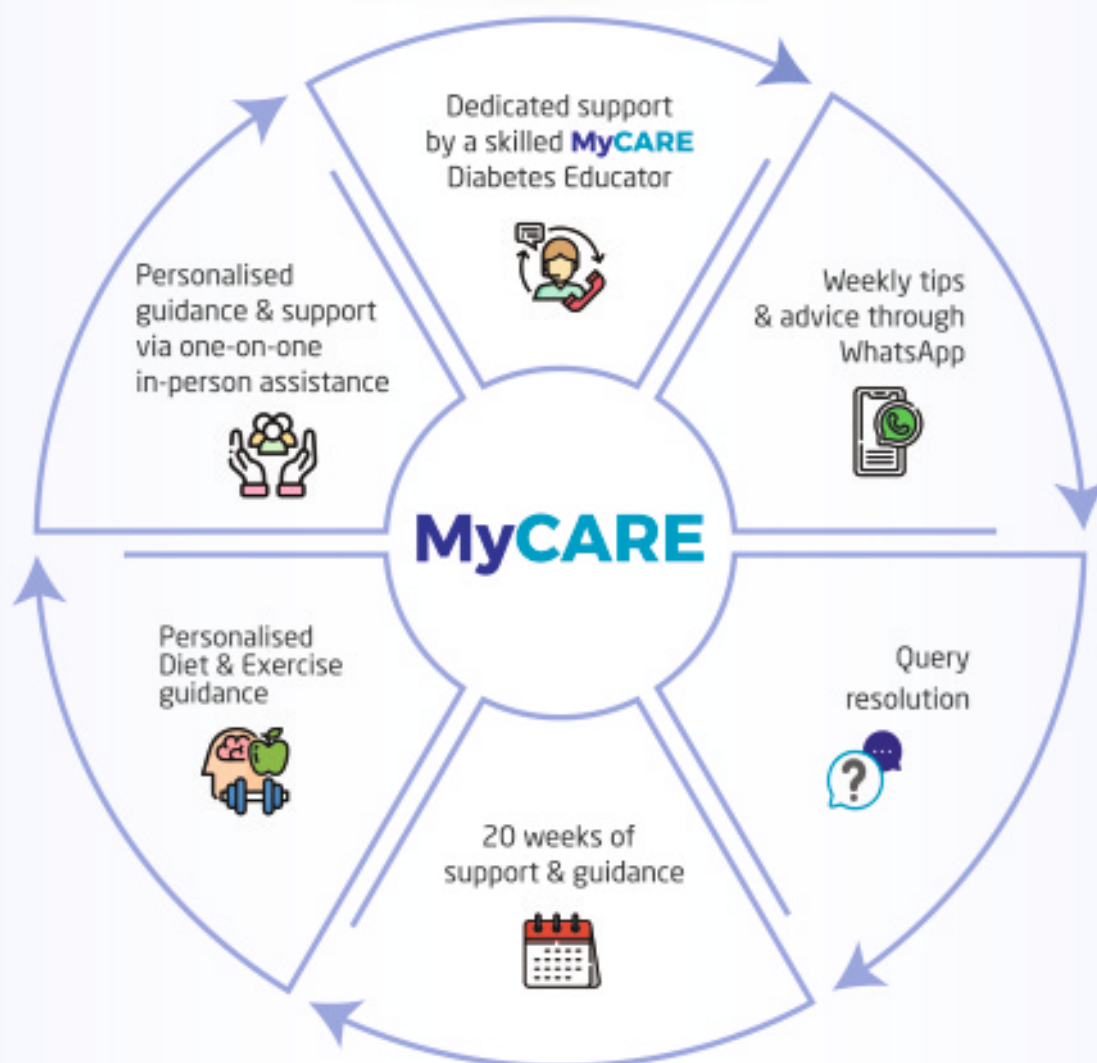 Dedicated support
by a skilled MyCARE
Diabetes Educator
Weekly tips
& advice through
WhatsApp
Query
resolution
20 weeks of
support & guidance
Personalised
Diet & Exercise
guidance
Personalised
guidance & support
via one-on-one
in-person assistance
MyCARE